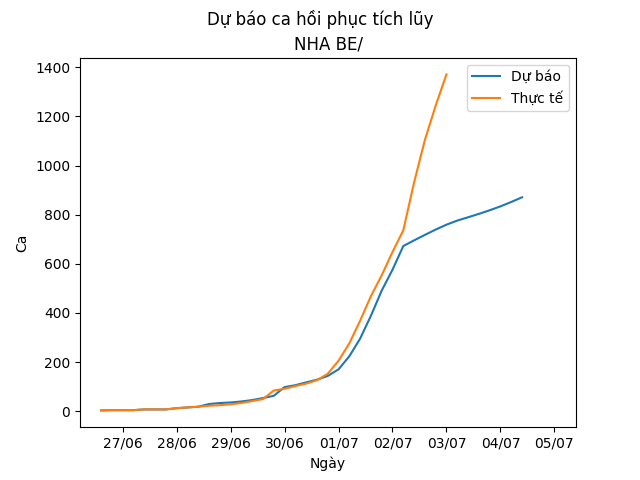 Dự báo ca hồi phục tích lũy
NHA BE/
Dự báo
Thực tế
1400
1200
1000
800
600
400
200
0
Ca
27/06 28/06 29/06 30/06 01/07 02/07 03/07 04/07 05/07
Ngày